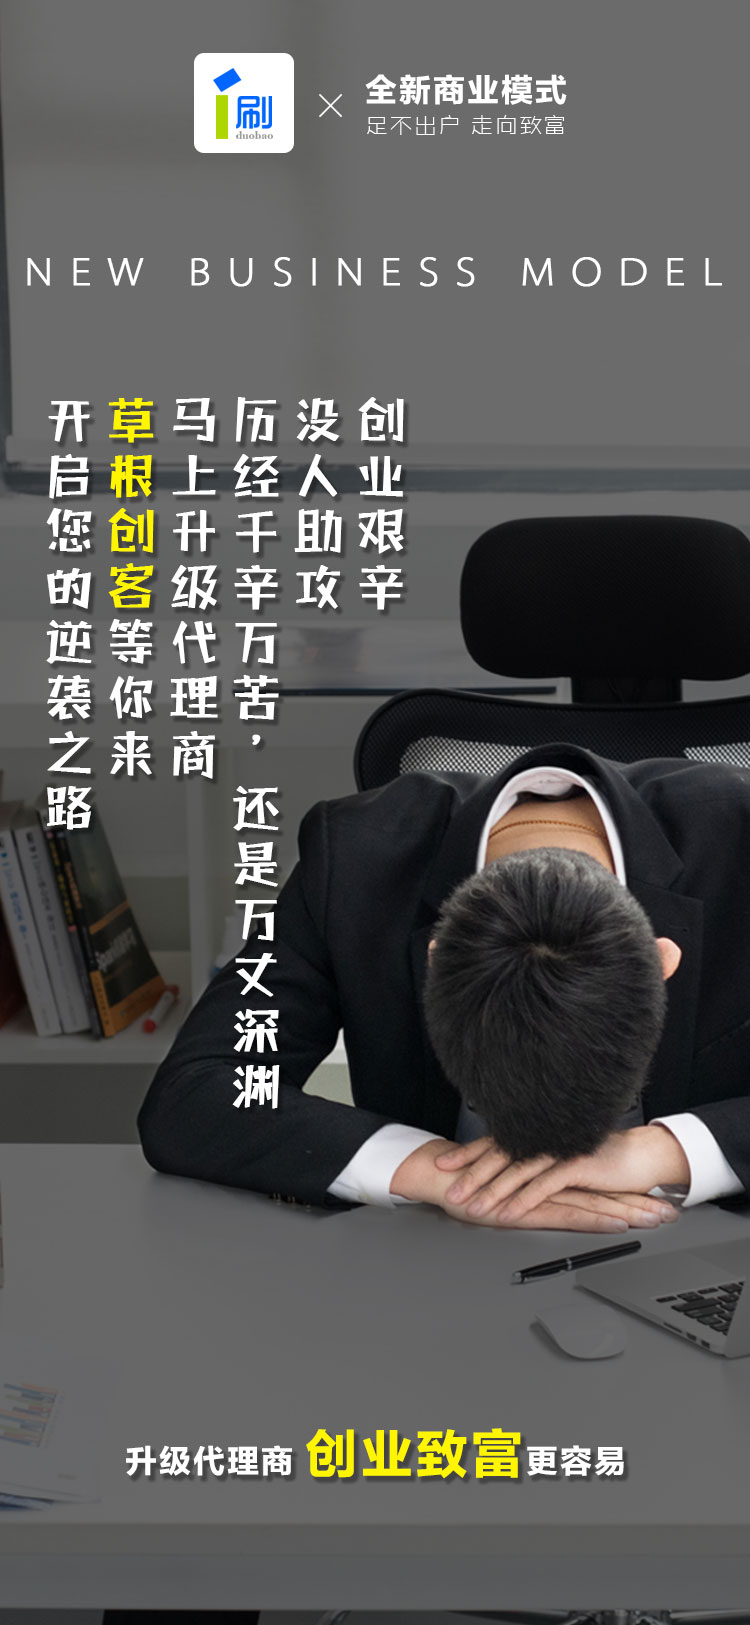 i刷
duobao
全新商业模式
足不出户 走向致富
NEW BUSINESS MODEL
创业艰辛
没人助攻
历经千辛万苦，还是万丈深渊
马上升级代理商
草根创客等你来
开启您的逆袭之路
升级代理商 创业致富更容易